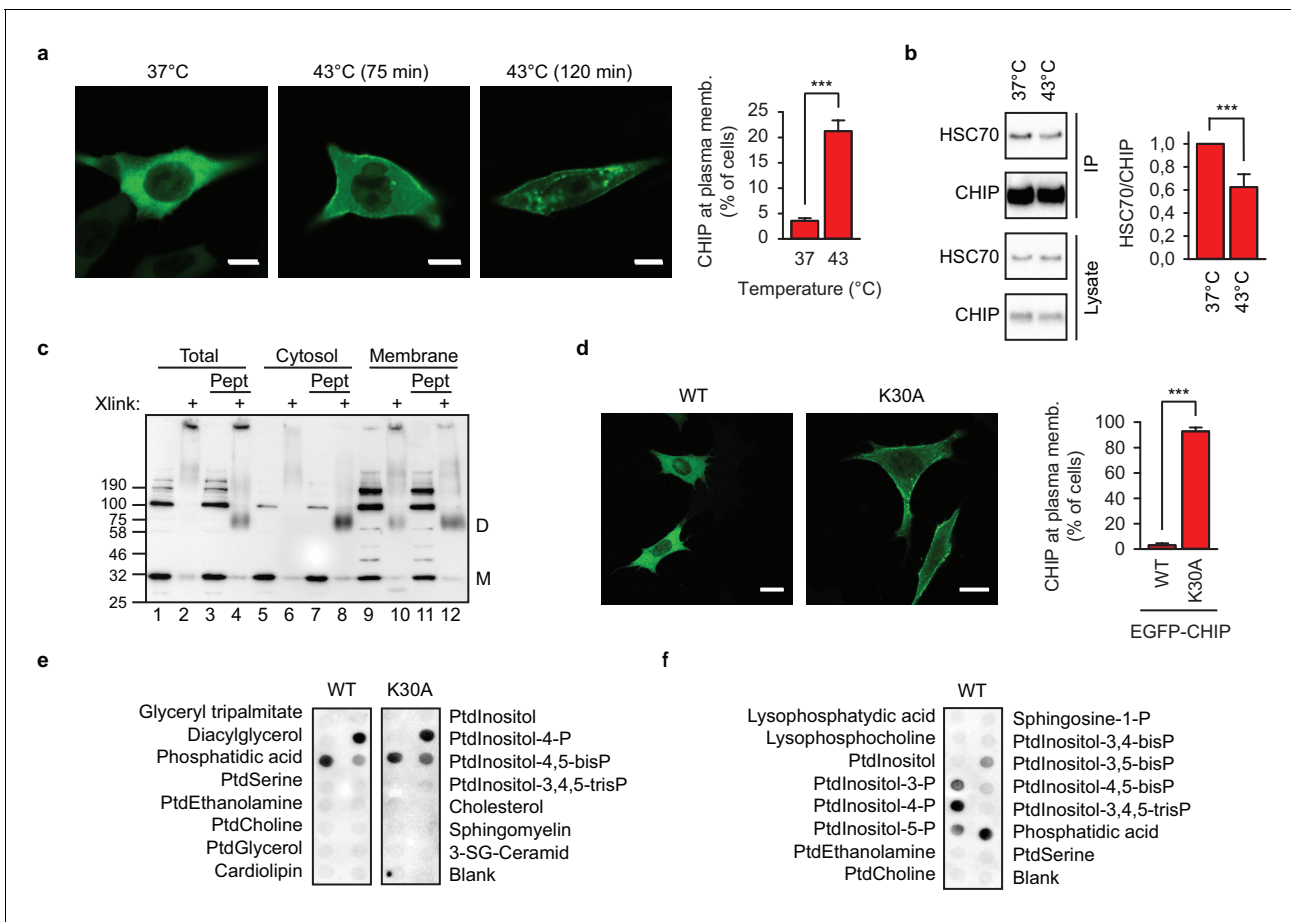 a
37°C
43°C (75 min)
43°C (120 min)
CHIP at plasma memb.
(% of cells)
25
20
15
10
5
0
***
37 43
Temperature (°C)
b
37°C
43°C
HSC70
CHIP
IP
HSC70
CHIP
Lysate
HSC70/CHIP
1,0
0,8
0,6
0,4
0,2
0,0
***
37°C
43°C
c
Total Cytosol Membrane
Pept Pept Pept
Xlink: + + + + + +
190
100
75
58
46
32
25
D
M
1 2 3 4 5 6 7 8 9 10 11 12
d
WT
K30A
CHIP at plasma memb.
(% of cells)
100
80
60
40
20
0
***
WT
K30A
EGFP-CHIP
e
WT K30A
Glyceryl tripalmitate
Diacylglycerol
Phosphatidic acid
PtdSerine
PtdEthanolamine
PtdCholine
PtdGlycerol
Cardiolipin
PtdInositol
PtdInositol-4-P
PtdInositol-4,5-bisP
PtdInositol-3,4,5-trisP
Cholesterol
Sphingomyelin
3-SG-Ceramid
Blank
f
WT
Lysophosphatydic acid
Lysophosphocholine
PtdInositol
PtdInositol-3-P
PtdInositol-4-P
PtdInositol-5-P
PtdEthanolamine
PtdCholine
Sphingosine-1-P
PtdInositol-3,4-bisP
PtdInositol-3,5-bisP
PtdInositol-4,5-bisP
PtdInositol-3,4,5-trisP
Phosphatidic acid
PtdSerine
Blank